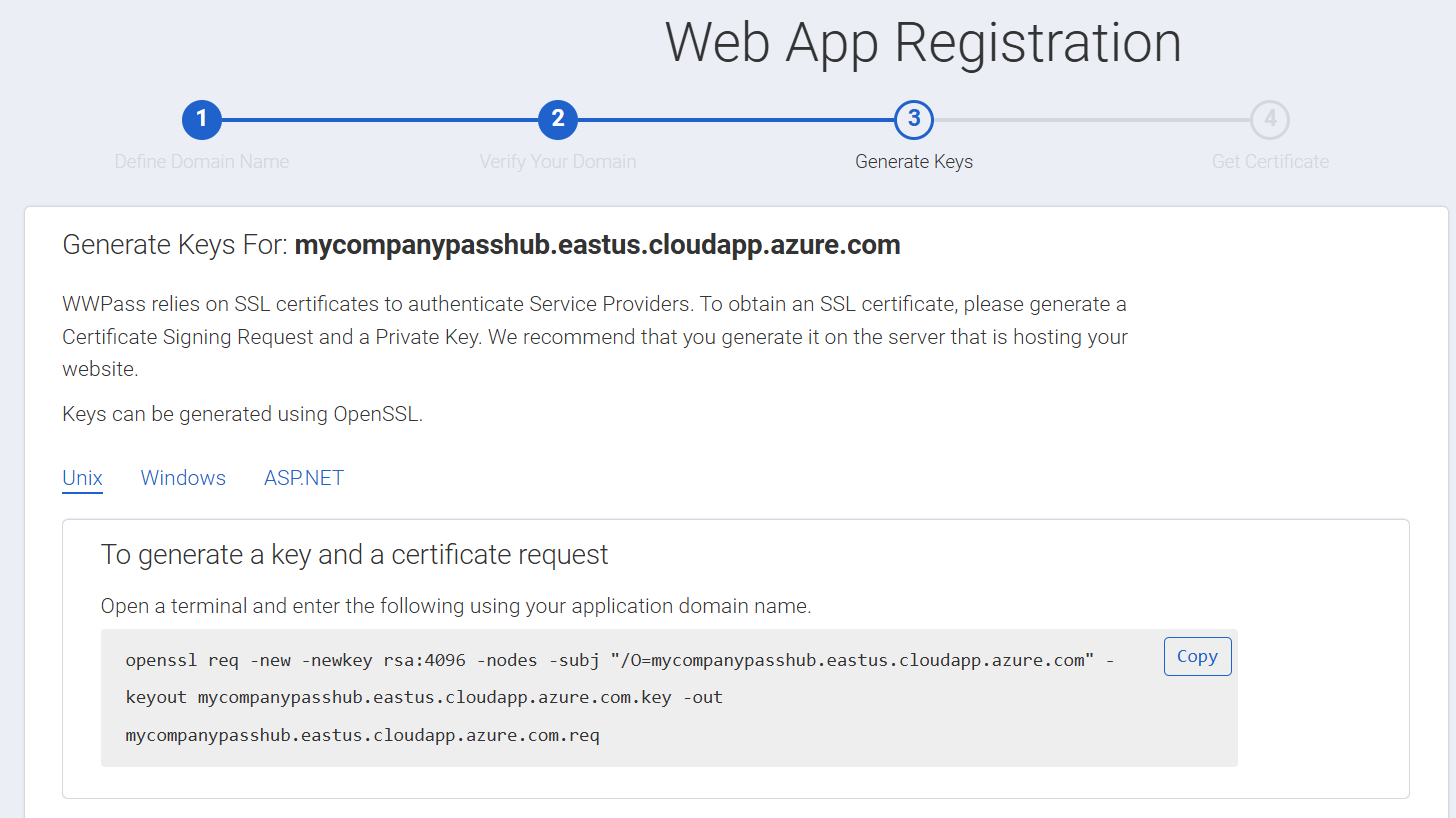 Web App Registration
1
2
3
4
Define Domain Name
Verify Your Domain
Generate Keys
Get Certificate
Generate Keys For: mycompanypasshub.eastus.cloudapp.azure.com
WWPass relies on SSL certificates to authenticate Service Providers. To obtain an SSL certificate, please generate a
Certificate Signing Request and a Private Key. We recommend that you generate it on the server that is hosting your
website.
Keys can be generated using OpenSSL.
Unix Windows ASP.NET
To generate a key and a certificate request
Open a terminal and enter the following using your application domain name.
openssl req -new -newkey rsa:4096 -nodes -subj "/O=mycompanypasshub.eastus.cloudapp.azure.com" -
Copy
keyout mycompanypasshub.eastus.cloudapp.azure.com.key -out
mycompanypasshub.eastus.cloudapp.azure.com.req